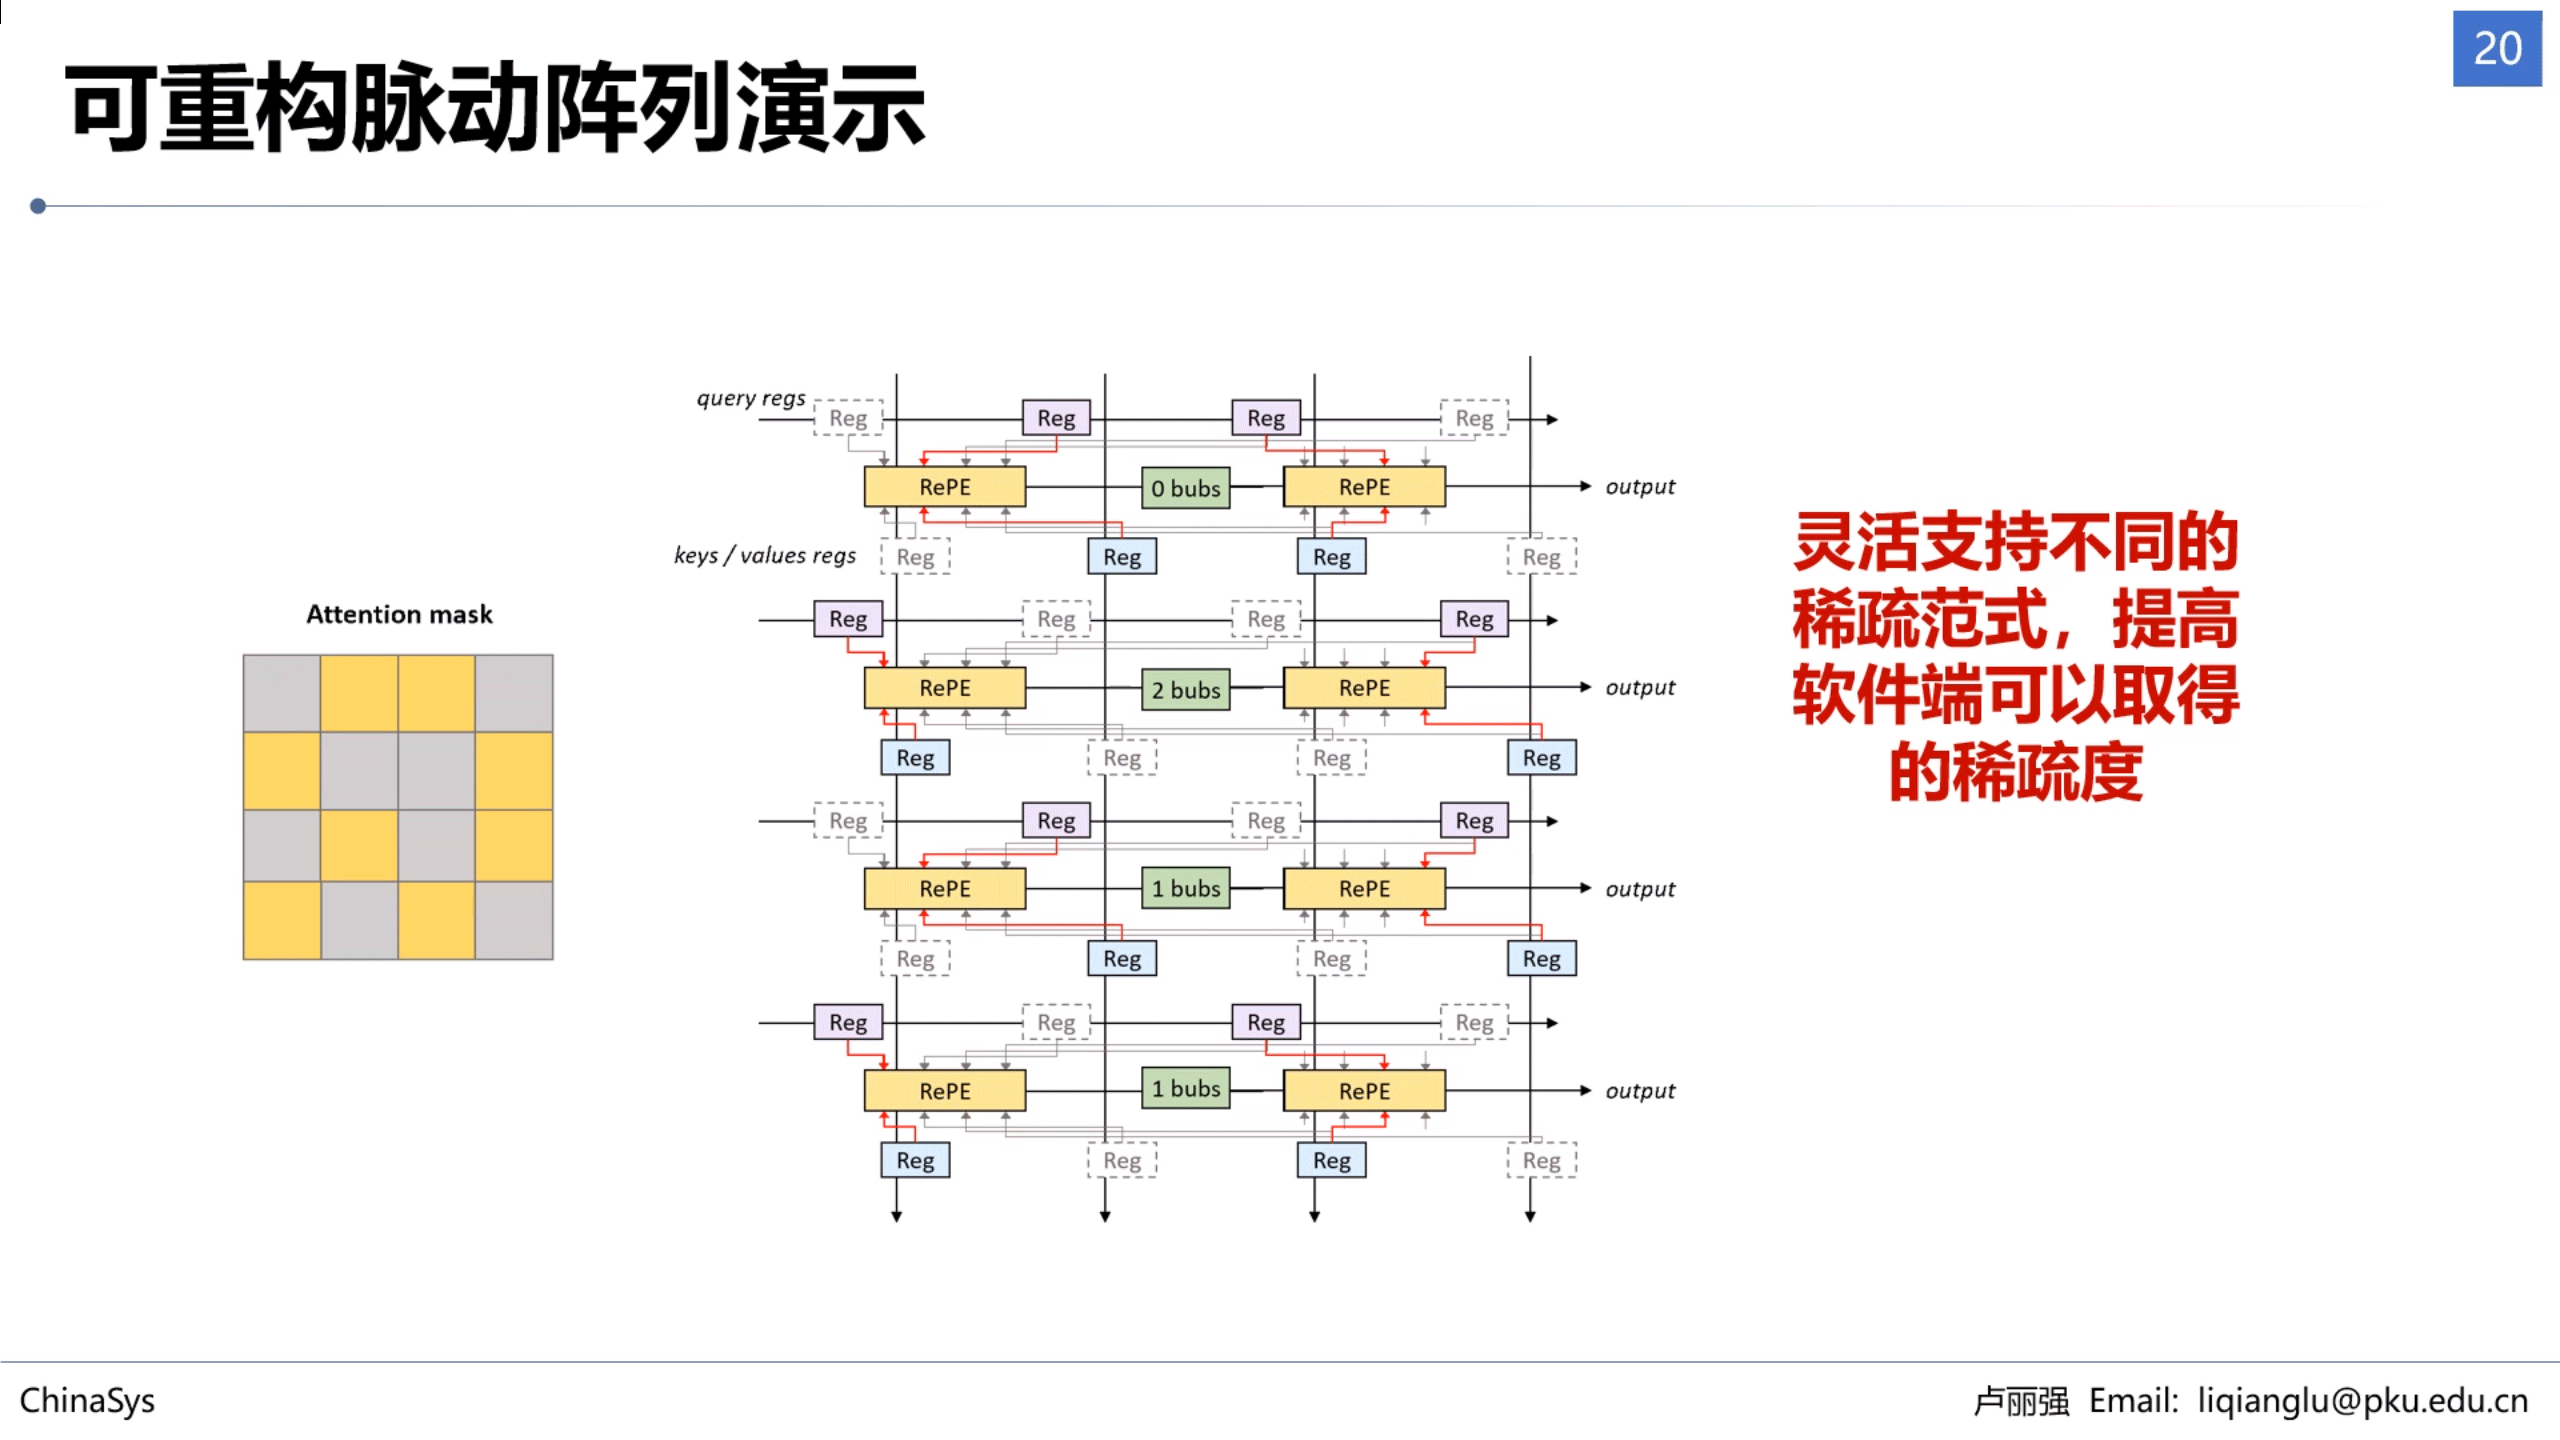 20
可重构脉动阵列演示
query regs Reg Reg Reg Reg
RePE 0 bubs RePE output
keys / values regs Reg Reg Reg Reg
Attention mask
Reg Reg Reg Reg
RePE 2 bubs RePE output
Reg Reg Reg Reg
Reg Reg Reg Reg
RePE 1 bubs RePE output
Reg Reg Reg Reg
Reg Reg Reg Reg
RePE 1 bubs RePE output
Reg Reg Reg Reg
灵活支持不同的
稀疏范式，提高
软件端可以取得
的稀疏度
ChinaSys
卢丽强 Email: liqianglu@pku.edu.cn